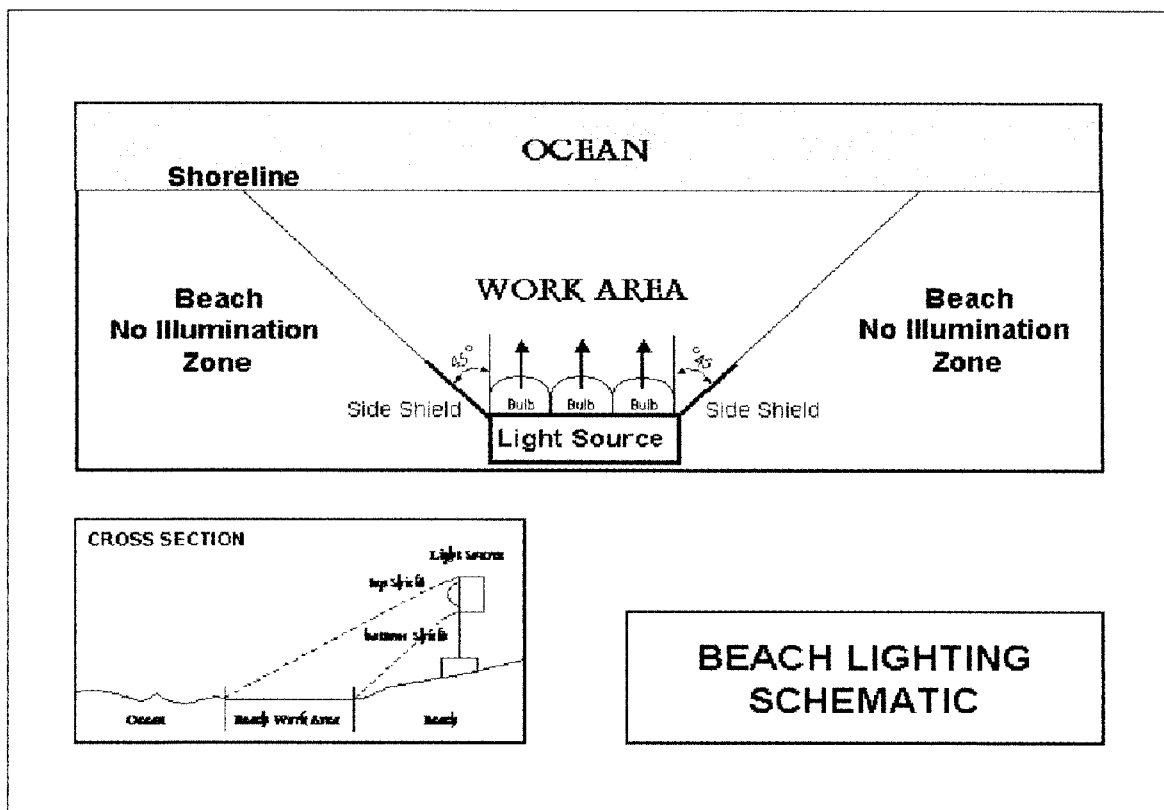 OCEAN
Shoreline
WORK AREA
Beach
No Illumination
Zone
Beach
No Illumination
Zone
45°
°45
Side Shield
Bulb
Bulb
Bulb
Side Shield
Light Source
CROSS SECTION
Light Source
Top Shield
Bottom Shield
Ocean
Beach Work Area
Beach
BEACH LIGHTING
SCHEMATIC